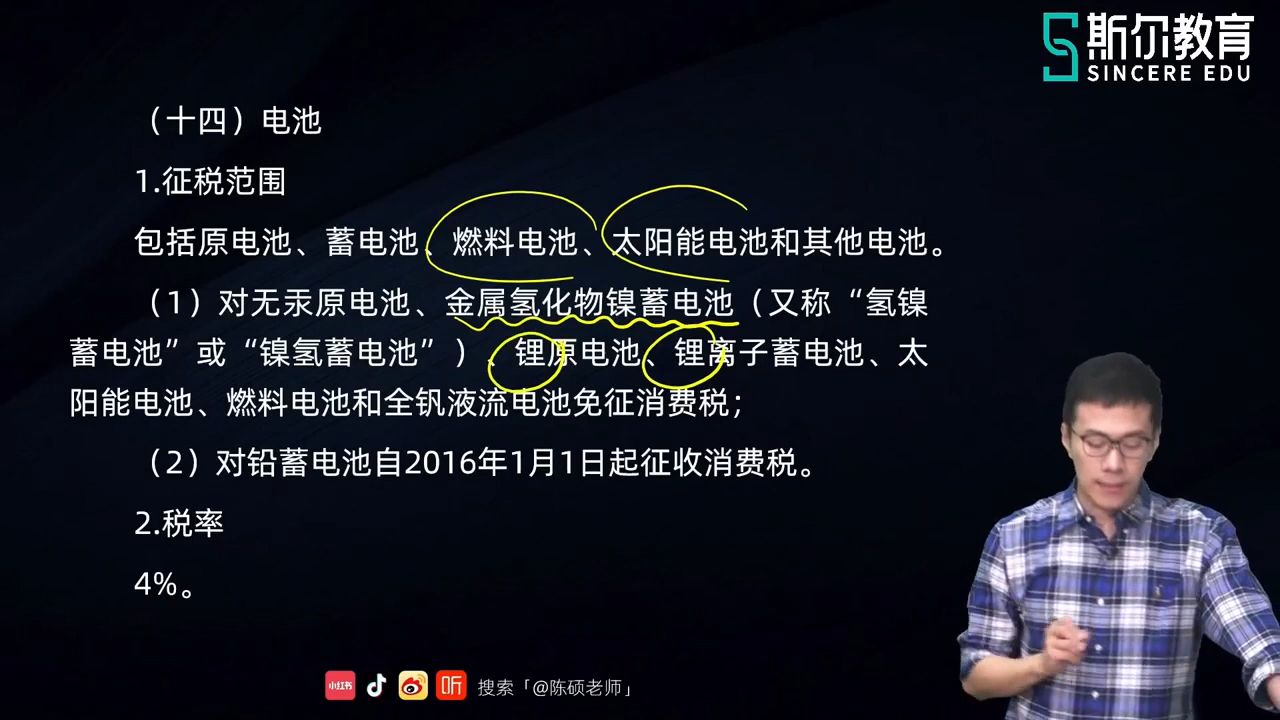 斯尔教育
SINCERE EDU
（十四）电池
1.征税范围
包括原电池、蓄电池、燃料电池、太阳能电池和其他电池。
（1）对无汞原电池、金属氢化物镍蓄电池（又称“氢镍
蓄电池”或“镍氢蓄电池”）、锂原电池、锂离子蓄电池、太
阳能电池、燃料电池和全钒液流电池免征消费税；
（2）对铅蓄电池自2016年1月1日起征收消费税。
2.税率
4%。
小红书 听 搜索「@陈硕老师」